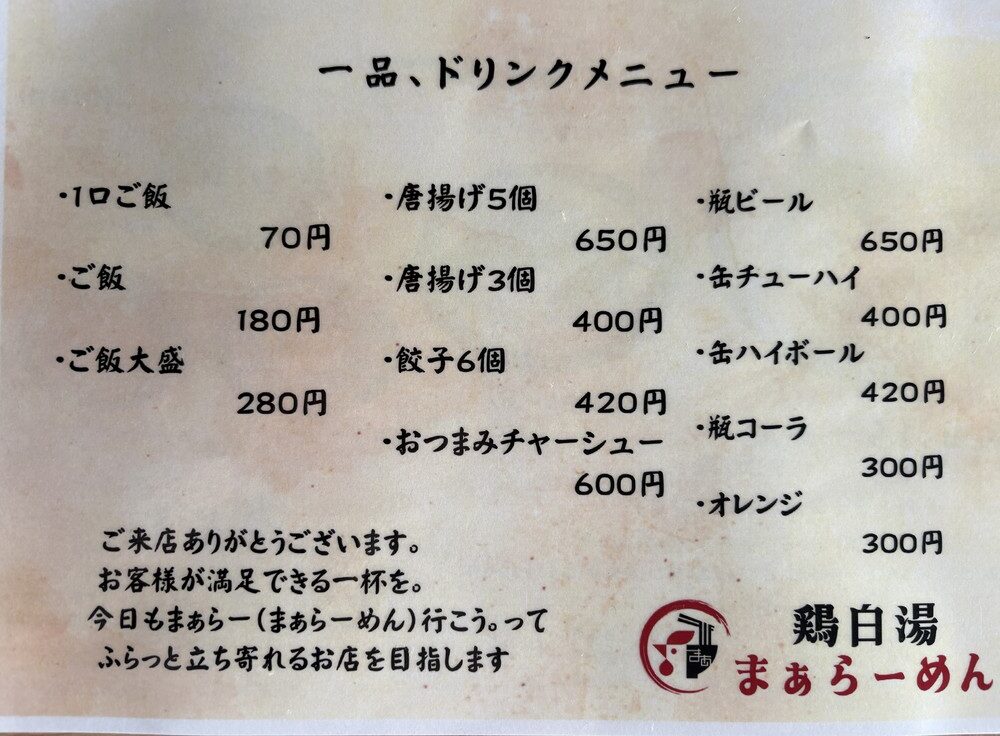 一品、ドリンクメニュー
・1口ご飯
70円
・ご飯
180円
・ご飯大盛
280円
・唐揚げ5個
650円
・唐揚げ3個
400円
・餃子6個
420円
・おつまみチャーシュー
600円
・瓶ビール
650円
・缶チューハイ
400円
・缶ハイボール
420円
・瓶コーラ
300円
・オレンジ
300円
ご来店ありがとうございます。
お客様が満足できる一杯を。
今日もまぁらー(まぁらーめん)行こう。って
ふらっと立ち寄れるお店を目指します
まぁ
鶏白湯
まぁらーめん